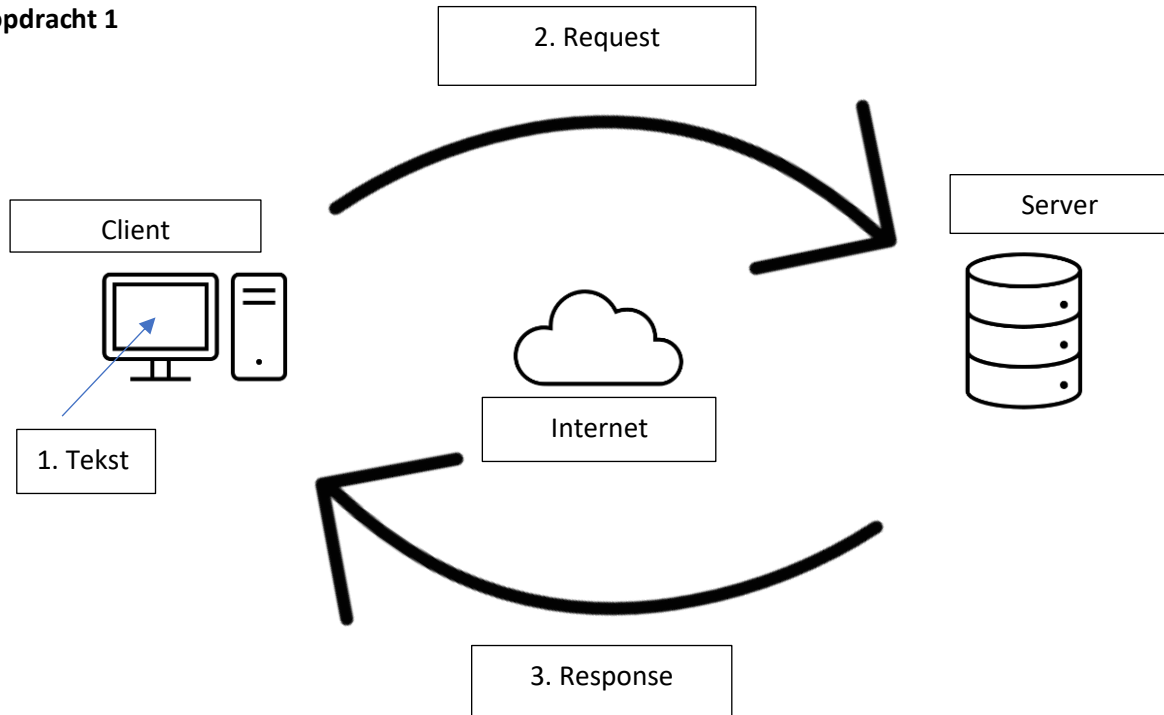 opdracht 1
2. Request
Client
Server
Internet
1. Tekst
3. Response